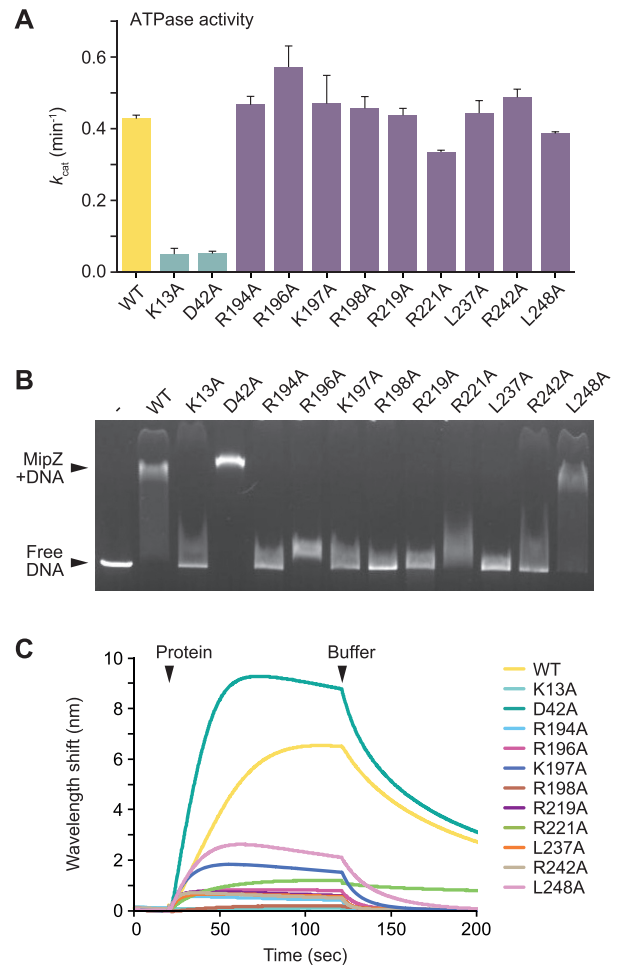 A
ATPase activity
0.6
0.4
0.2
0.0
kcat (min-1)
WT
K13A
D42A
R194A
R196A
K197A
R198A
R219A
R221A
L237A
R242A
L248A
B
-
WT
K13A
D42A
R194A
R196A
K197A
R198A
R219A
R221A
L237A
R242A
L248A
MipZ
+DNA
Free
DNA
C
Protein
Buffer
10
8
6
4
2
0
Wavelength shift (nm)
0
50
100
150
200
Time (sec)
WT
K13A
D42A
R194A
R196A
K197A
R198A
R219A
R221A
L237A
R242A
L248A